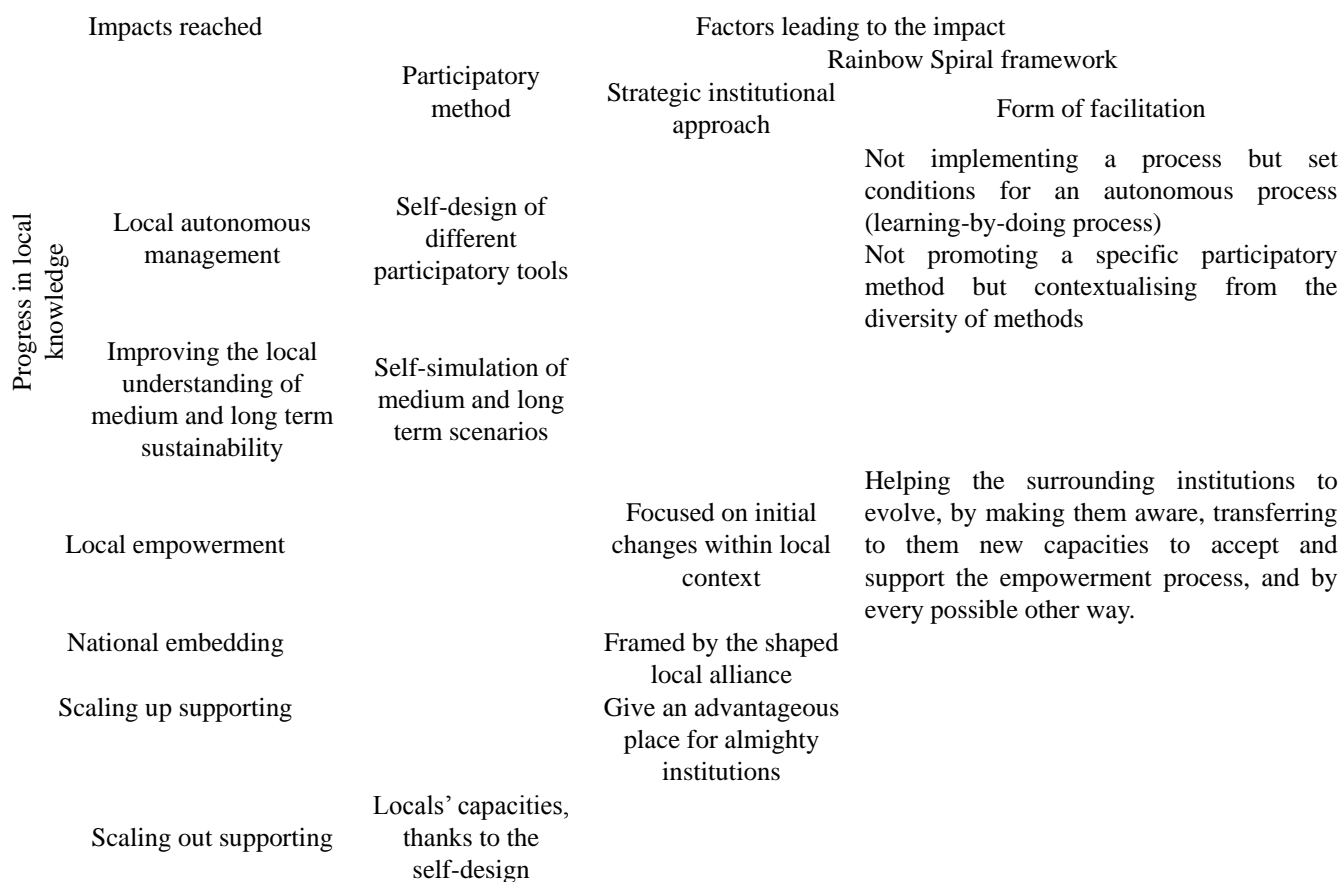 Impacts reached
Factors leading to the impact
Rainbow Spiral framework
Participatory
method
Strategic institutional
approach
Form of facilitation
Progress in local
knowledge
Local autonomous
management
Self-design of
different
participatory tools
Not implementing a process but set
conditions for an autonomous process
(learning-by-doing process)
Not promoting a specific participatory
method but contextualising from the
diversity of methods
Improving the local
understanding of
medium and long term
sustainability
Self-simulation of
medium and long
term scenarios
Local empowerment
Focused on initial
changes within local
context
Helping the surrounding institutions to
evolve, by making them aware, transferring
to them new capacities to accept and
support the empowerment process, and by
every possible other way.
National embedding
Framed by the shaped
local alliance
Scaling up supporting
Give an advantageous
place for almighty
institutions
Scaling out supporting
Locals’ capacities,
thanks to the
self-design